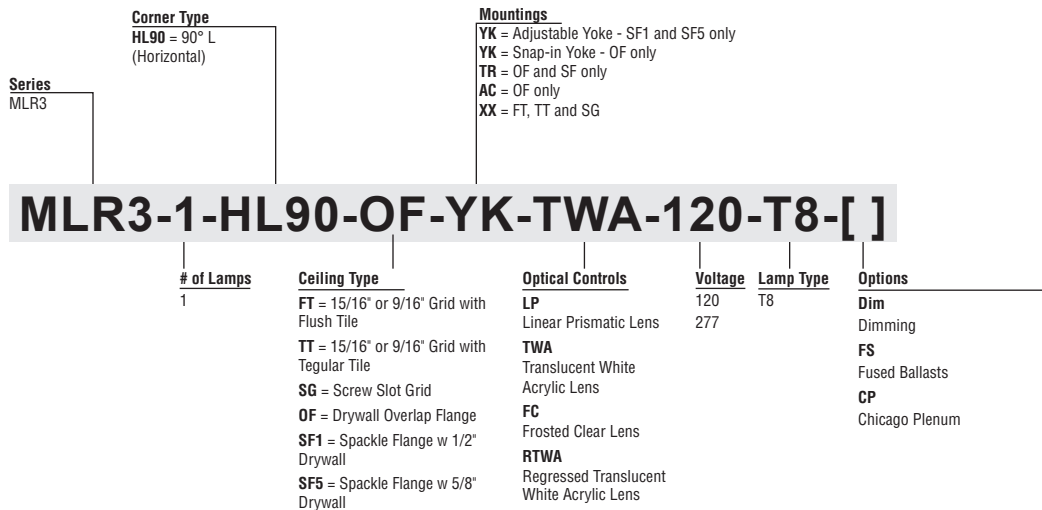 Corner Type
HL90 = 90° L
(Horizontal)
Mountings
YK = Adjustable Yoke - SF1 and SF5 only
YK = Snap-in Yoke - OF only
TR = OF and SF only
AC = OF only
XX = FT, TT and SG
Series
MLR3
MLR3-1-HL90-OF-YK-TWA-120-T8-[ ]
# of Lamps
1
Ceiling Type
FT = 15/16" or 9/16" Grid with
Flush Tile
TT = 15/16" or 9/16" Grid with
Tegular Tile
SG = Screw Slot Grid
OF = Drywall Overlap Flange
SF1 = Spackle Flange w 1/2"
Drywall
SF5 = Spackle Flange w 5/8"
Drywall
Optical Controls
LP
Linear Prismatic Lens
TWA
Translucent White
Acrylic Lens
FC
Frosted Clear Lens
RTWA
Regressed Translucent
White Acrylic Lens
Voltage
120
277
Lamp Type
T8
Options
Dim
Dimming
FS
Fused Ballasts
CP
Chicago Plenum